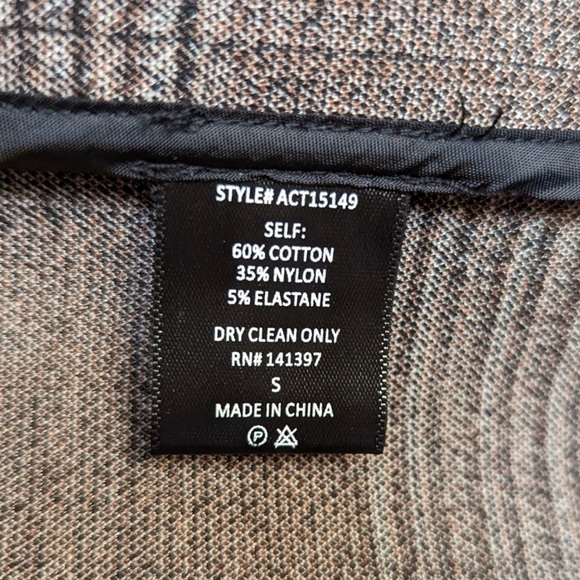 STYLE# ACT15149
SELF:
60% COTTON
35% NYLON
5% ELASTANE
DRY CLEAN ONLY
RN# 141397
S
MADE IN CHINA
P